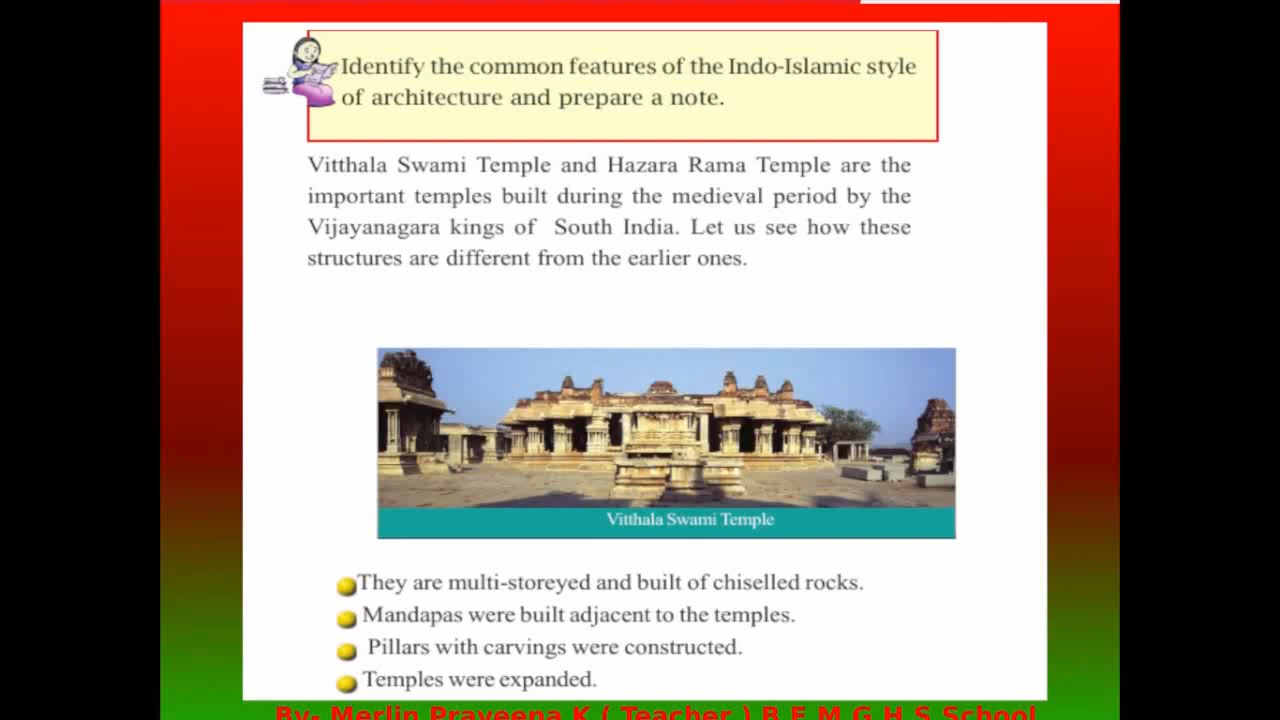 Identify the common features of the Indo-Islamic style
of architecture and prepare a note.
Vitthala Swami Temple and Hazara Rama Temple are the
important temples built during the medieval period by the
Vijayanagara kings of South India. Let us see how these
structures are different from the earlier ones.
Vitthala Swami Temple
They are multi-storeyed and built of chiselled rocks.
Mandapas were built adjacent to the temples.
Pillars with carvings were constructed.
Temples were expanded.
By- Merlin Praveena K ( Teacher ) B E M G H S School